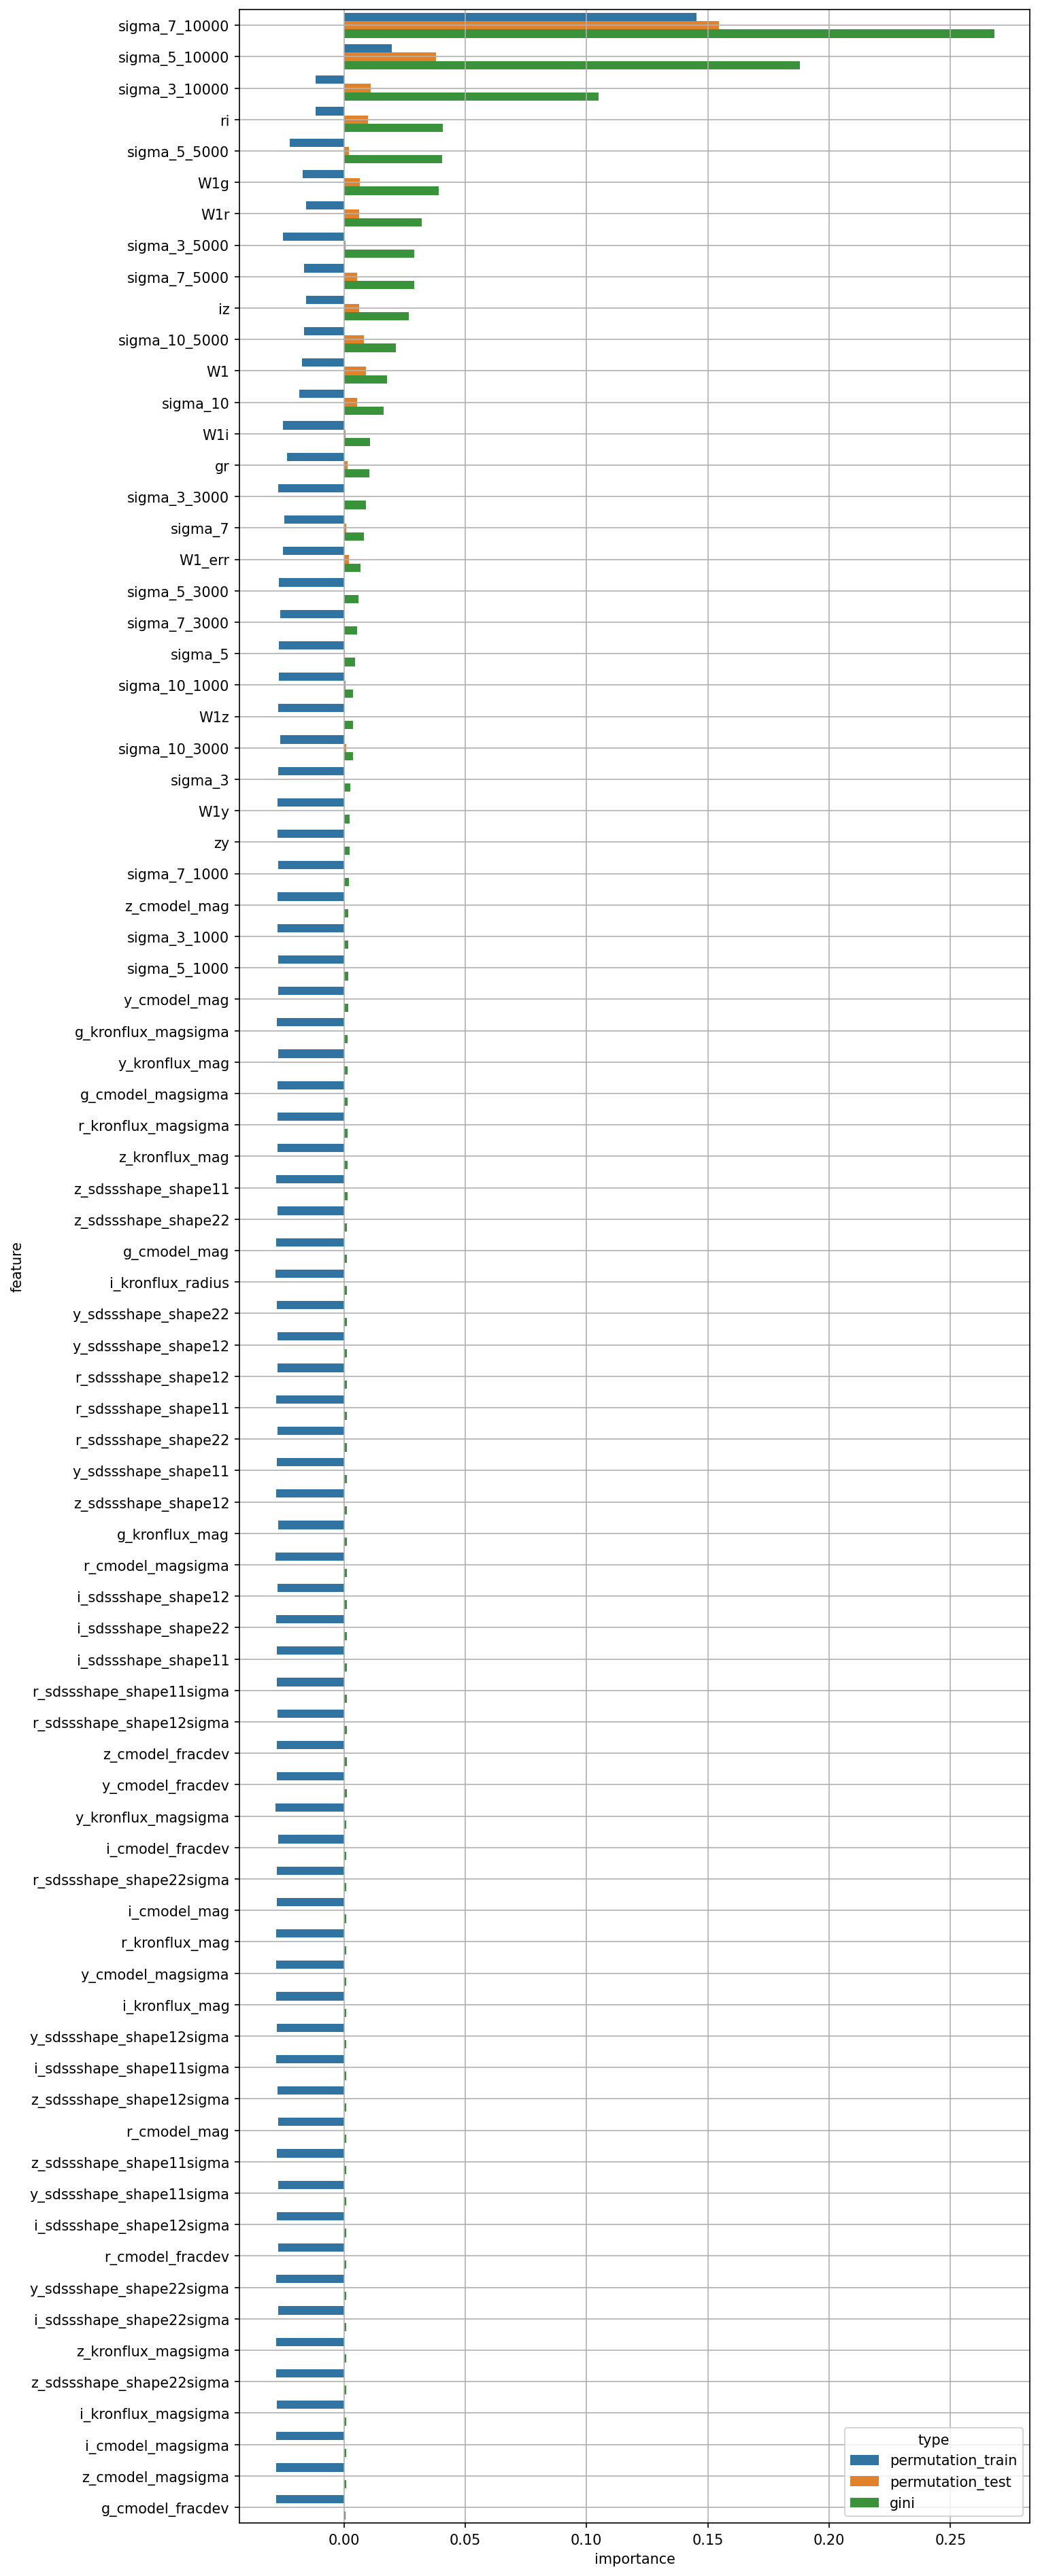 sigma_7_10000
sigma_5_10000
sigma_3_10000
ri
sigma_5_5000
W1g
W1r
sigma_3_5000
sigma_7_5000
iz
sigma_10_5000
W1
sigma_10
W1i
gr
sigma_3_3000
sigma_7
W1_err
sigma_5_3000
sigma_7_3000
sigma_5
sigma_10_1000
W1z
sigma_10_3000
sigma_3
W1y
zy
sigma_7_1000
z_cmodel_mag
sigma_3_1000
sigma_5_1000
y_cmodel_mag
g_kronflux_magsigma
y_kronflux_mag
g_cmodel_magsigma
r_kronflux_magsigma
z_kronflux_mag
z_sdssshape_shape11
z_sdssshape_shape22
g_cmodel_mag
i_kronflux_radius
y_sdssshape_shape22
y_sdssshape_shape12
r_sdssshape_shape12
r_sdssshape_shape11
r_sdssshape_shape22
y_sdssshape_shape11
z_sdssshape_shape12
g_kronflux_mag
r_cmodel_magsigma
i_sdssshape_shape12
i_sdssshape_shape22
i_sdssshape_shape11
r_sdssshape_shape11sigma
r_sdssshape_shape12sigma
z_cmodel_fracdev
y_cmodel_fracdev
y_kronflux_magsigma
i_cmodel_fracdev
r_sdssshape_shape22sigma
i_cmodel_mag
r_kronflux_mag
y_cmodel_magsigma
i_kronflux_mag
y_sdssshape_shape12sigma
i_sdssshape_shape11sigma
z_sdssshape_shape12sigma
r_cmodel_mag
z_sdssshape_shape11sigma
y_sdssshape_shape11sigma
i_sdssshape_shape12sigma
r_cmodel_fracdev
y_sdssshape_shape22sigma
i_sdssshape_shape22sigma
z_kronflux_magsigma
z_sdssshape_shape22sigma
i_kronflux_magsigma
i_cmodel_magsigma
z_cmodel_magsigma
g_cmodel_fracdev
feature
0.00 0.05 0.10 0.15 0.20 0.25
importance
type
permutation_train
permutation_test
gini